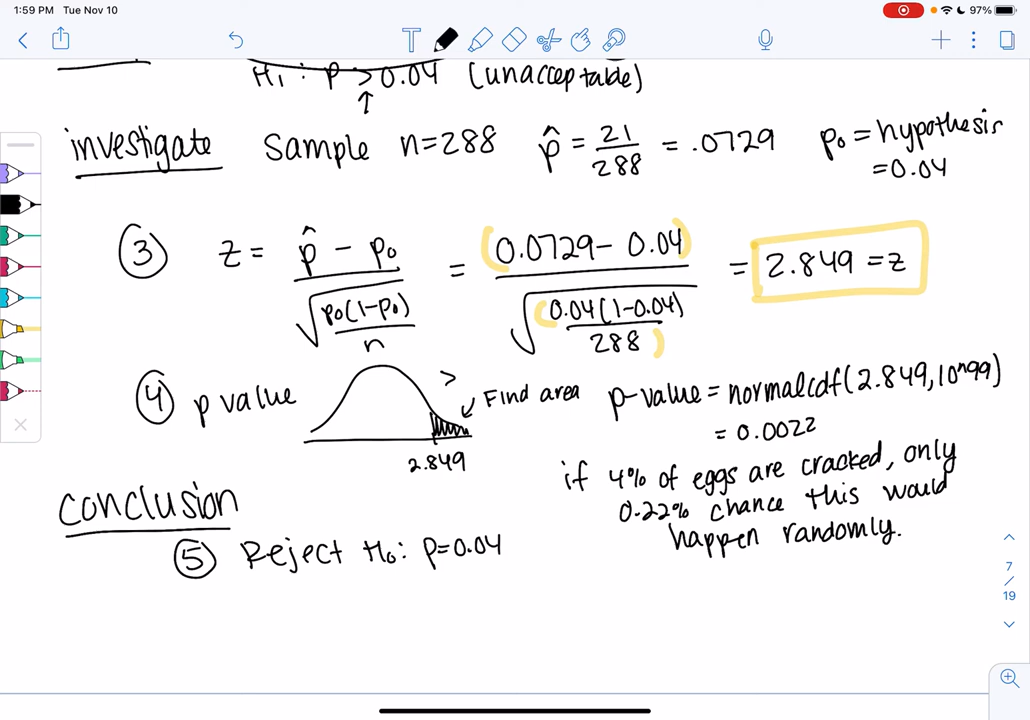 1:59 PM Tue Nov 10
97%
H₁ : p > 0.04 (unacceptable)
investigate Sample n=288 p̂ = 21/288 = .0729 p₀ = hypothesis
=0.04
③ z = (p̂ − p₀)/√(p₀(1-p₀)/n) = (0.0729 − 0.04)/√(0.04(1-0.04)/288) = 2.849 = z
④ p value
>
Find area
2.849
p-value = normalcdf(2.849, 10^99)
= 0.0022
if 4% of eggs are cracked, only
0.22% chance this would
happen randomly.
Conclusion
⑤ Reject H₀: p=0.04
7
/
19